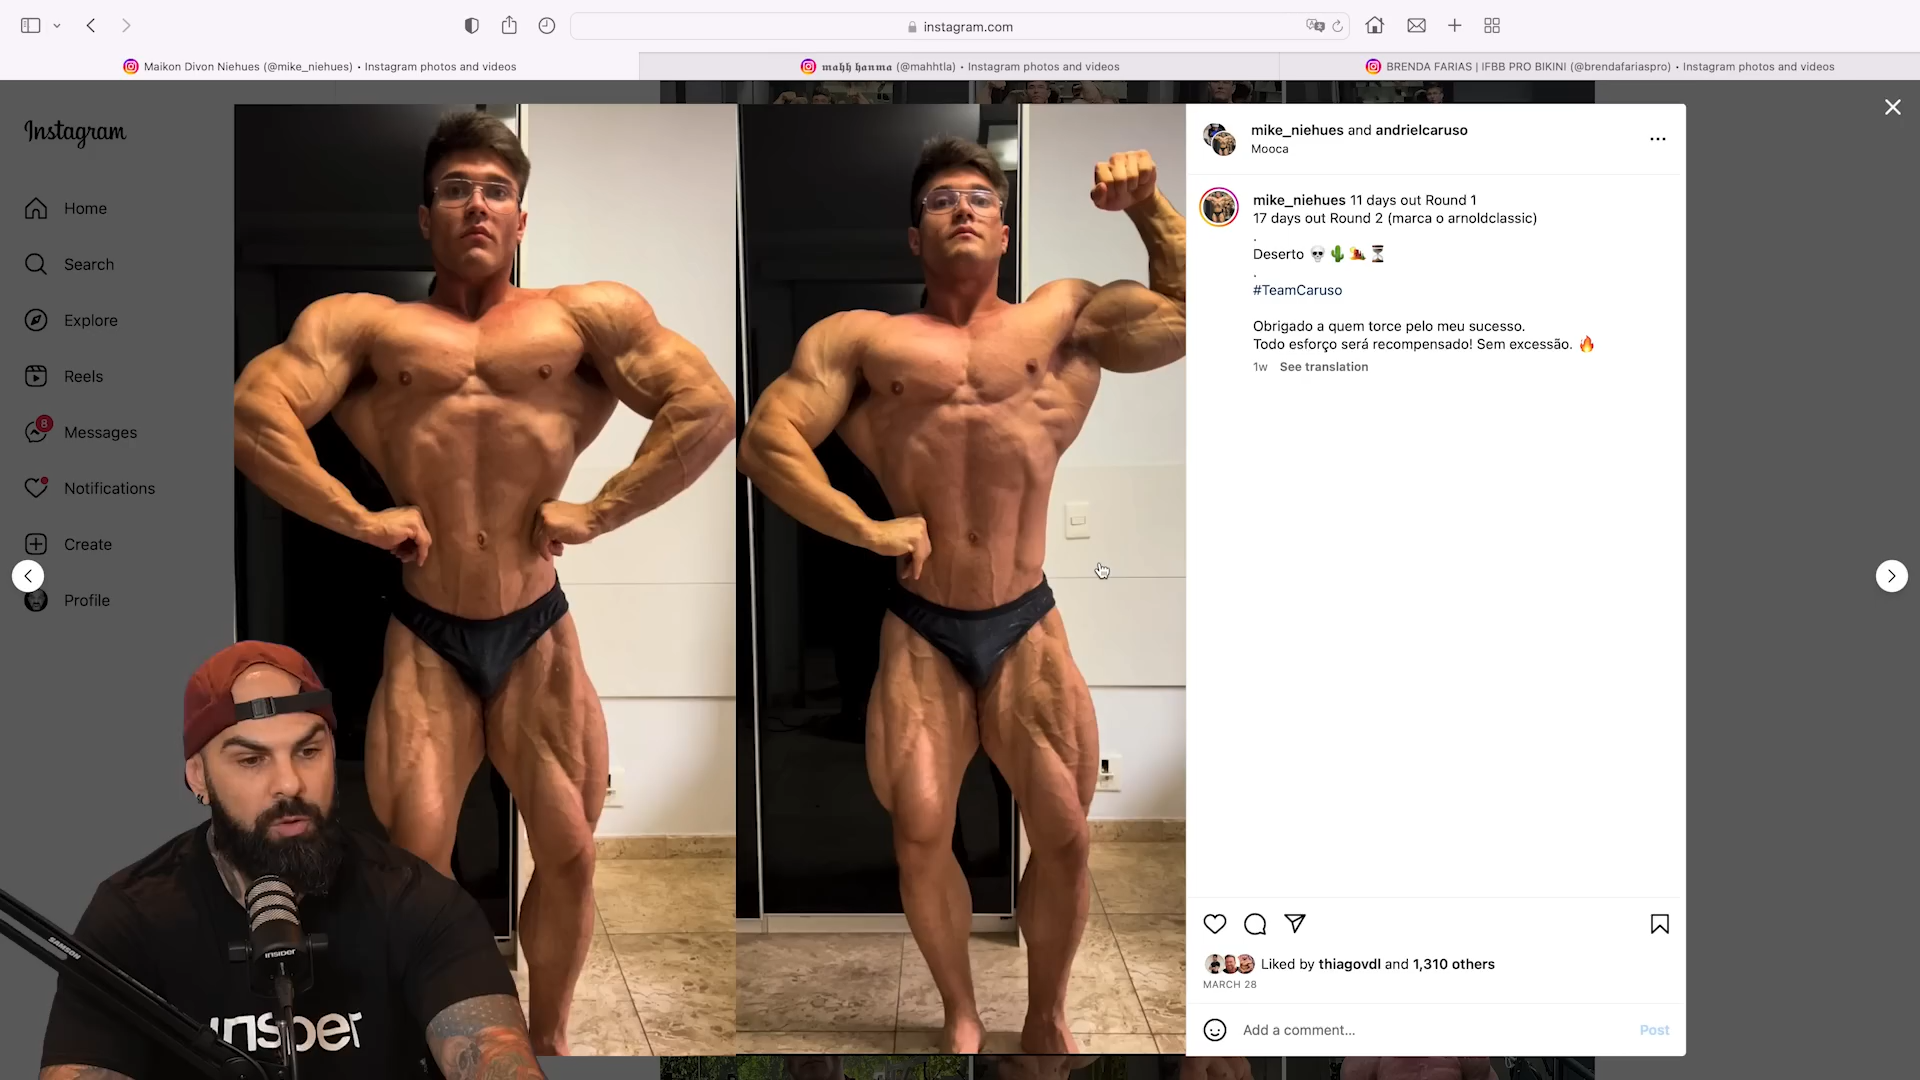 instagram.com
Maikon Divon Niehues (@mike_niehues) • Instagram photos and videos
𝖒𝖆𝖍𝖍 𝖍𝖆𝖓𝖒𝖆 (@mahhtla) • Instagram photos and videos
BRENDA FARIAS | IFBB PRO BIKINI (@brendafariaspro) • Instagram photos and videos
Instagram
Home
Search
Explore
Reels
8
Messages
Notifications
Create
Profile
mike_niehues and andrielcaruso
Mooca
mike_niehues 11 days out Round 1
17 days out Round 2 (marca o arnoldclassic)
.
Deserto 💀🌵🐫⏳
.
#TeamCaruso
Obrigado a quem torce pelo meu sucesso.
Todo esforço será recompensado! Sem excessão. 🔥
1w See translation
Liked by thiagovdl and 1,310 others
MARCH 28
Add a comment...
Post
SAMSON
INSIDER